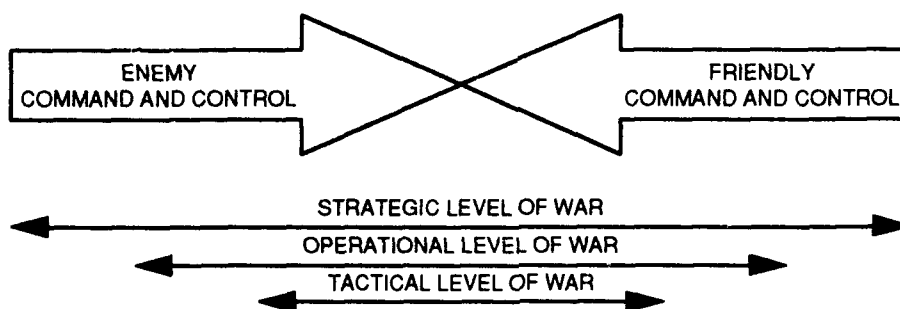 ENEMY
COMMAND AND CONTROL
FRIENDLY
COMMAND AND CONTROL
STRATEGIC LEVEL OF WAR
OPERATIONAL LEVEL OF WAR
TACTICAL LEVEL OF WAR